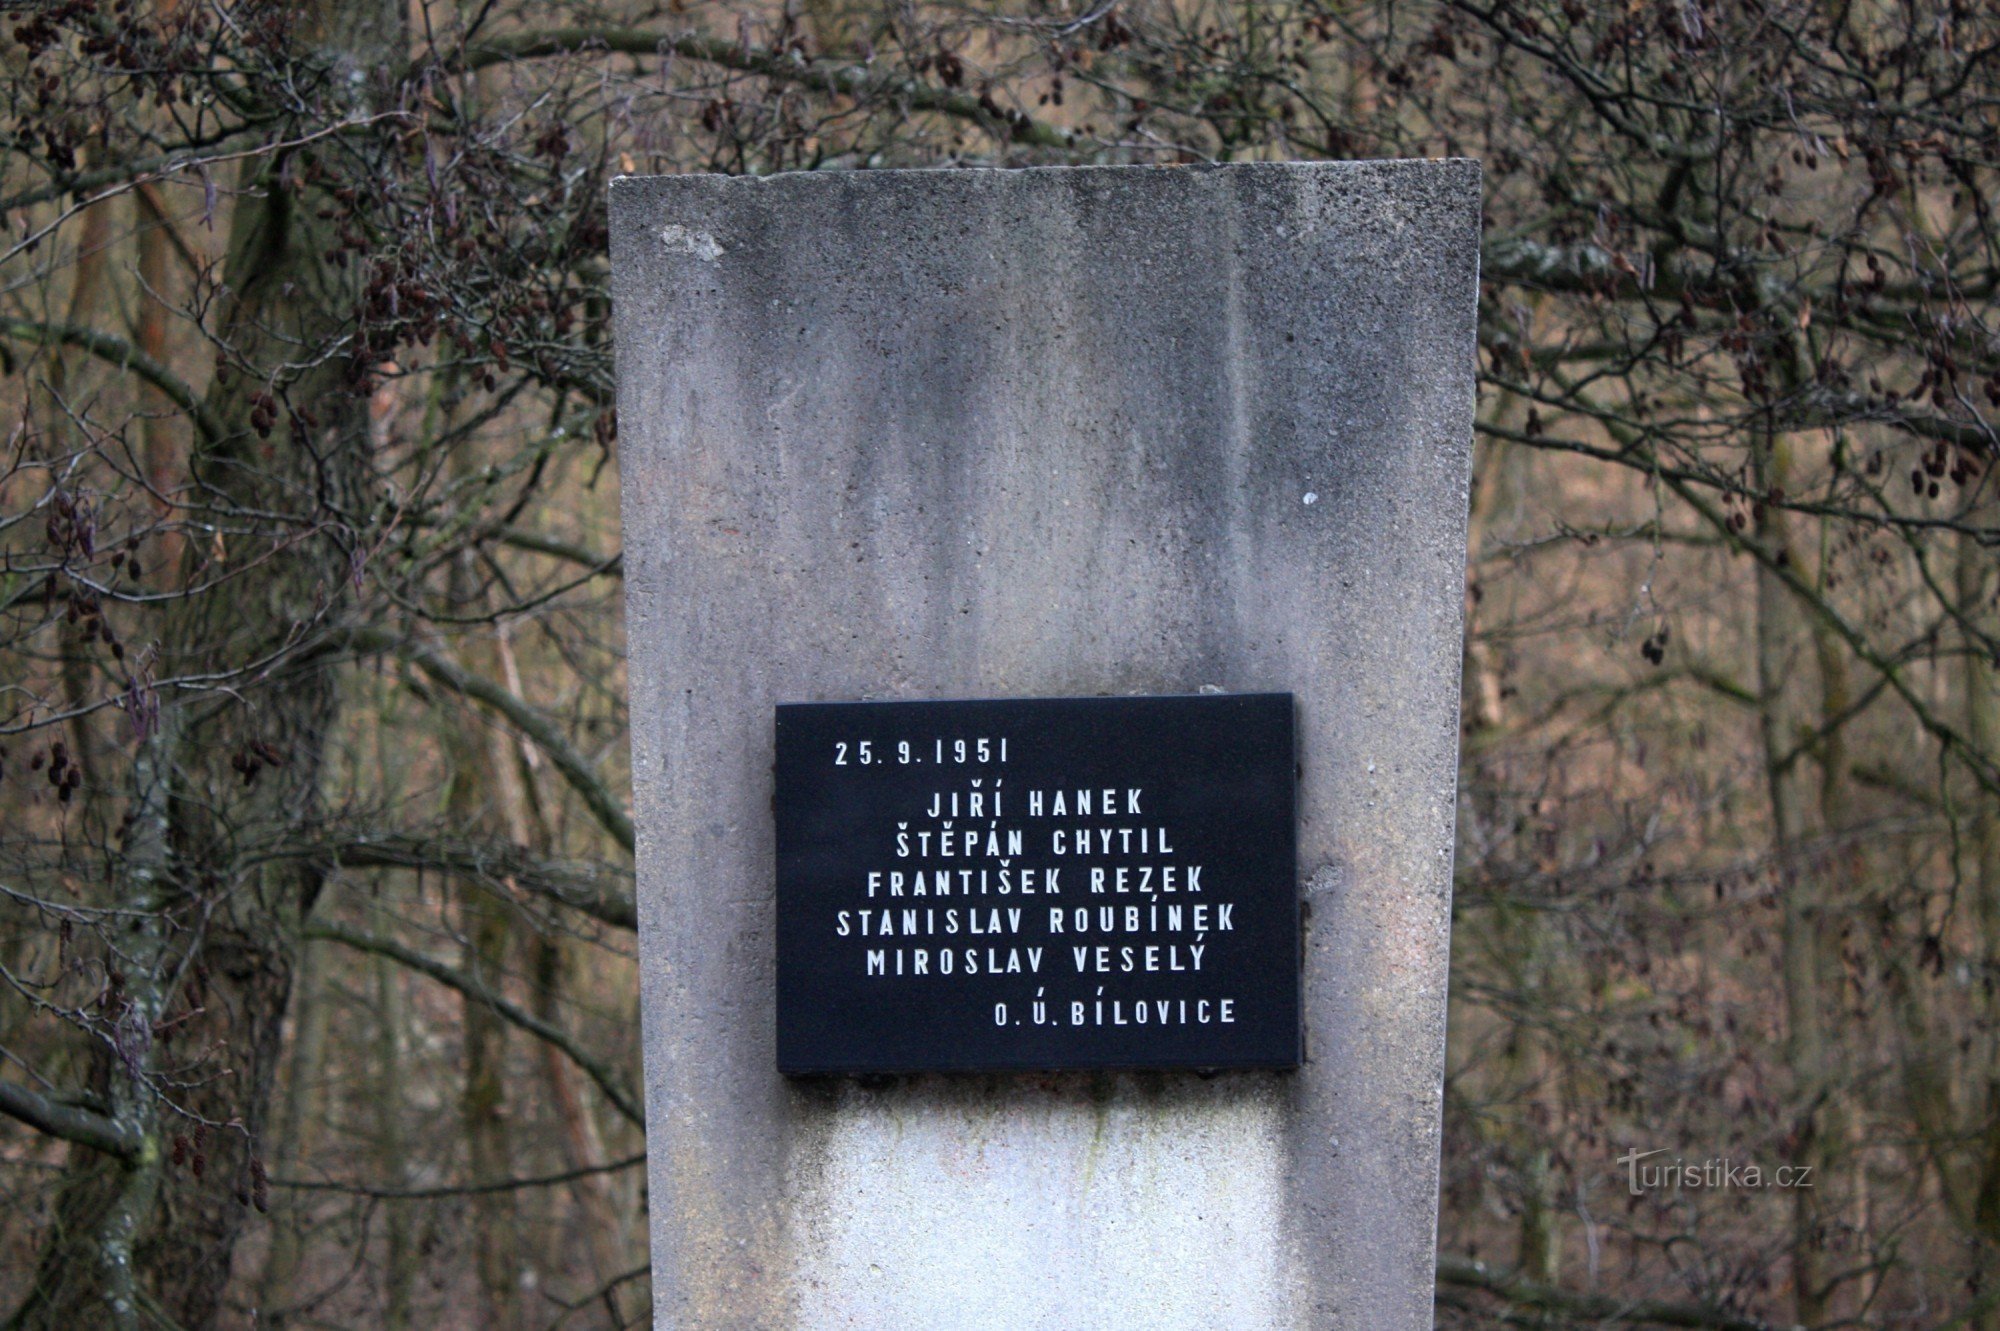 25.9.1951
JIŘÍ HANEK
ŠTĚPÁN CHYTIL
FRANTIŠEK REZEK
STANISLAV ROUBÍNEK
MIROSLAV VESELÝ
O.Ú.BÍLOVICE
Turistika.cz